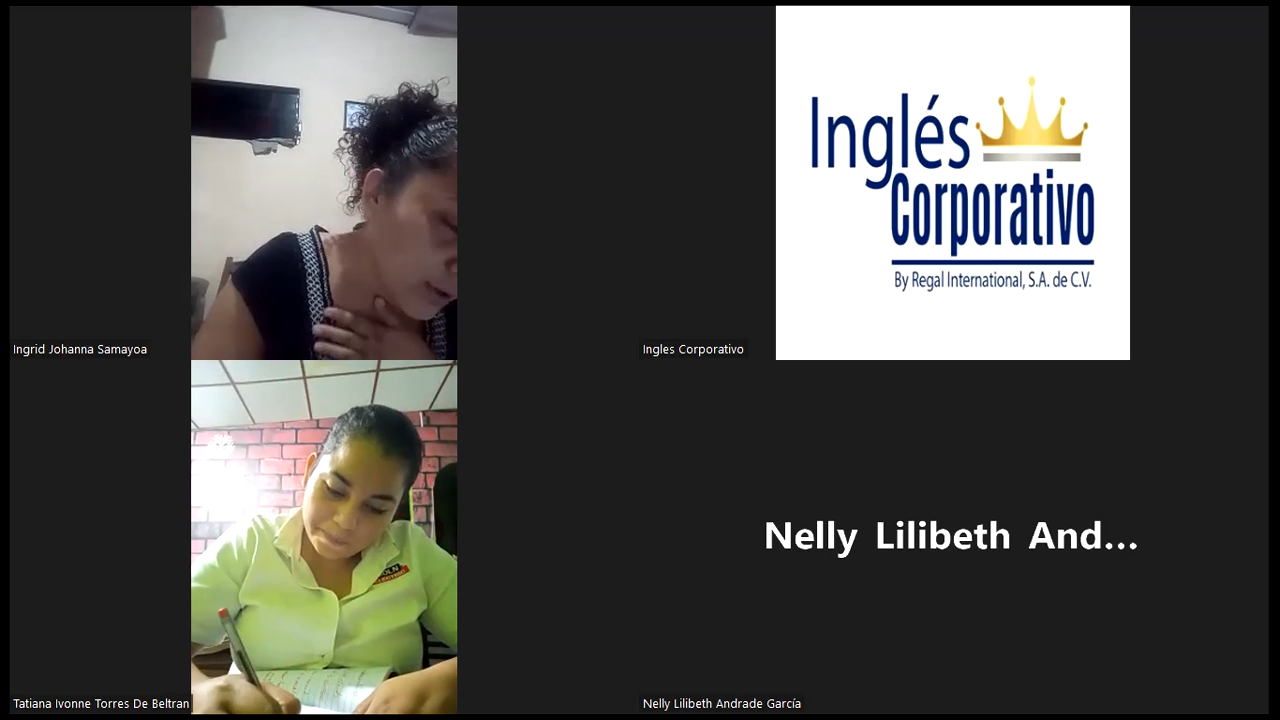 Inglés
Corporativo
By Regal International, S.A. de C.V.
Ingrid Johanna Samayoa
Ingles Corporativo
Nelly Lilibeth And...
Tatiana Ivonne Torres De Beltran
Nelly Lilibeth Andrade García